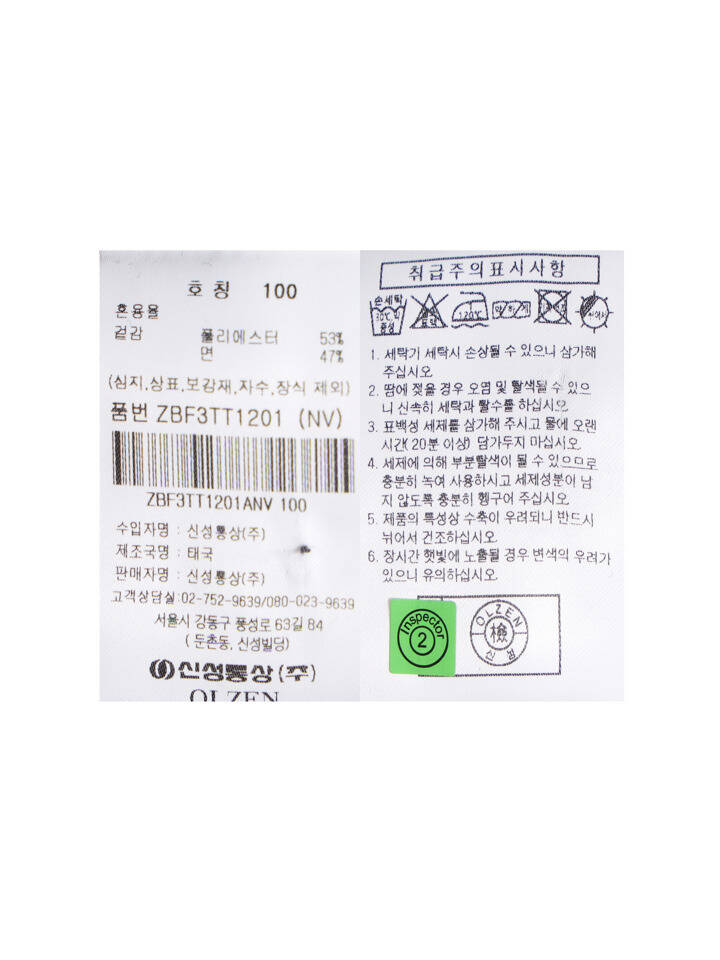 호칭 100
혼용율
겉감 폴리에스터 53%
면 47%
(심지,상표,보강재,자수,장식 제외)
품번 ZBF3TT1201 (NV)
ZBF3TT1201ANV 100
수입자명 : 신성통상(주)
제조국명 : 태국
판매자명 : 신성통상(주)
고객상담실:02-752-9639/080-023-9639
서울시 강동구 풍성로 63길 84
(둔촌동, 신성빌딩)
신성통상(주)
OLZEN
취급주의표시사항
손세탁
30℃
중성
120℃
약하게
1. 세탁기 세탁시 손상될 수 있으니 삼가해
주십시오.
2. 땀에 젖을 경우 오염 및 탈색될 수 있으
니 신속히 세탁과 탈수를 하십시오.
3. 표백성 세제를 삼가해 주시고 물에 오랜
시간( 20분 이상) 담가두지 마십시오.
4. 세제에 의해 부분탈색이 될 수 있으므로
충분히 녹여 사용하시고 세제성분이 남
지 않도록 충분히 헹구어 주십시오.
5. 제품의 특성상 수축이 우려되니 반드시
뉘어서 건조하십시오.
6. 장시간 햇빛에 노출될 경우 변색의 우려가
있으니 유의하십시오.
Inspector
2
OLZEN
檢